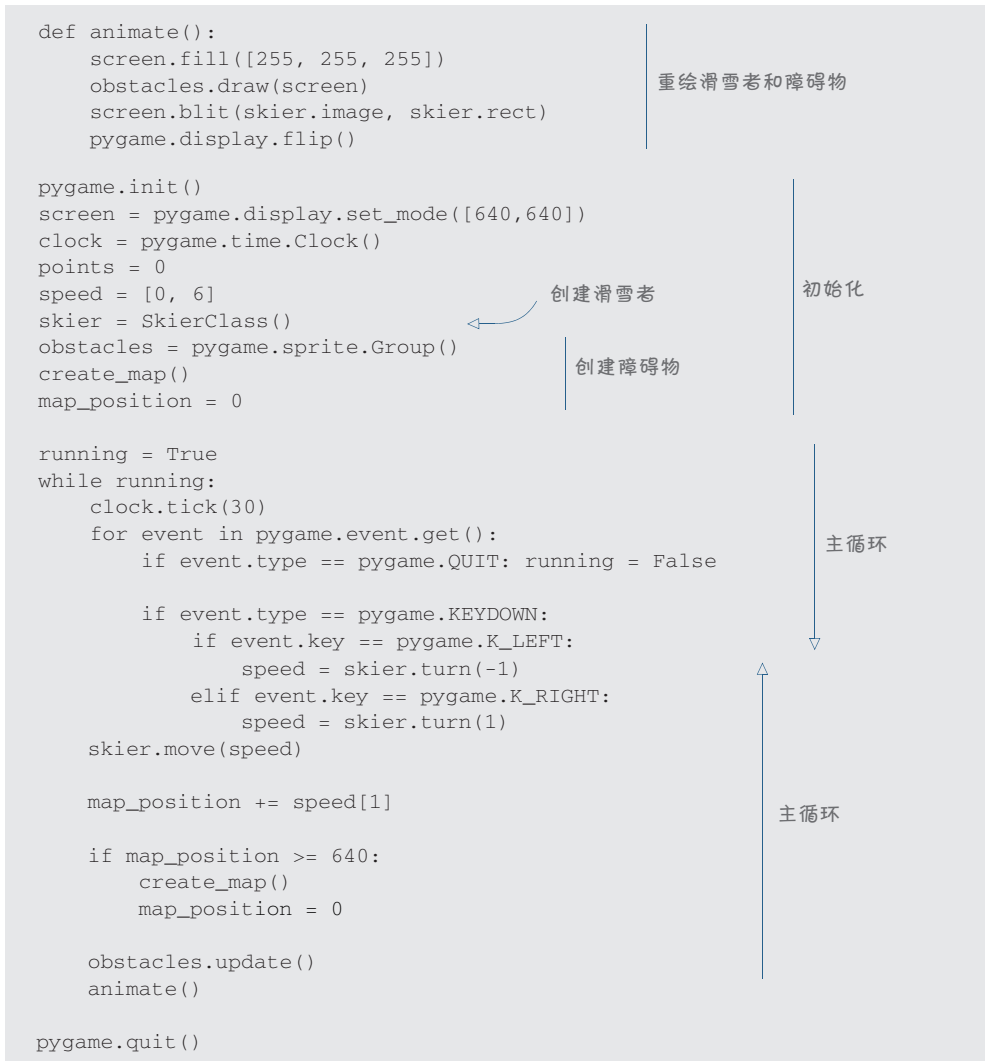 def animate():
    screen.fill([255, 255, 255])
    obstacles.draw(screen)
重绘滑雪者和障碍物
    screen.blit(skier.image, skier.rect)
    pygame.display.flip()
pygame.init()
screen = pygame.display.set_mode([640,640])
clock = pygame.time.Clock()
points = 0
speed = [0, 6]
创建滑雪者
初始化
skier = SkierClass()
obstacles = pygame.sprite.Group()
create_map()
创建障碍物
map_position = 0
running = True
while running:
    clock.tick(30)
    for event in pygame.event.get():
主循环
        if event.type == pygame.QUIT: running = False
        if event.type == pygame.KEYDOWN:
            if event.key == pygame.K_LEFT:
                speed = skier.turn(-1)
            elif event.key == pygame.K_RIGHT:
                speed = skier.turn(1)
    skier.move(speed)
    map_position += speed[1]
主循环
    if map_position >= 640:
        create_map()
        map_position = 0
    obstacles.update()
    animate()
pygame.quit()